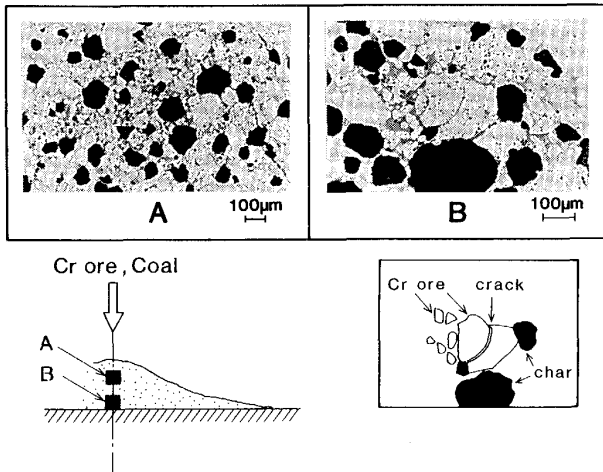 A
100μm
B
100μm
Cr ore, Coal
A
B
Cr ore
crack
char